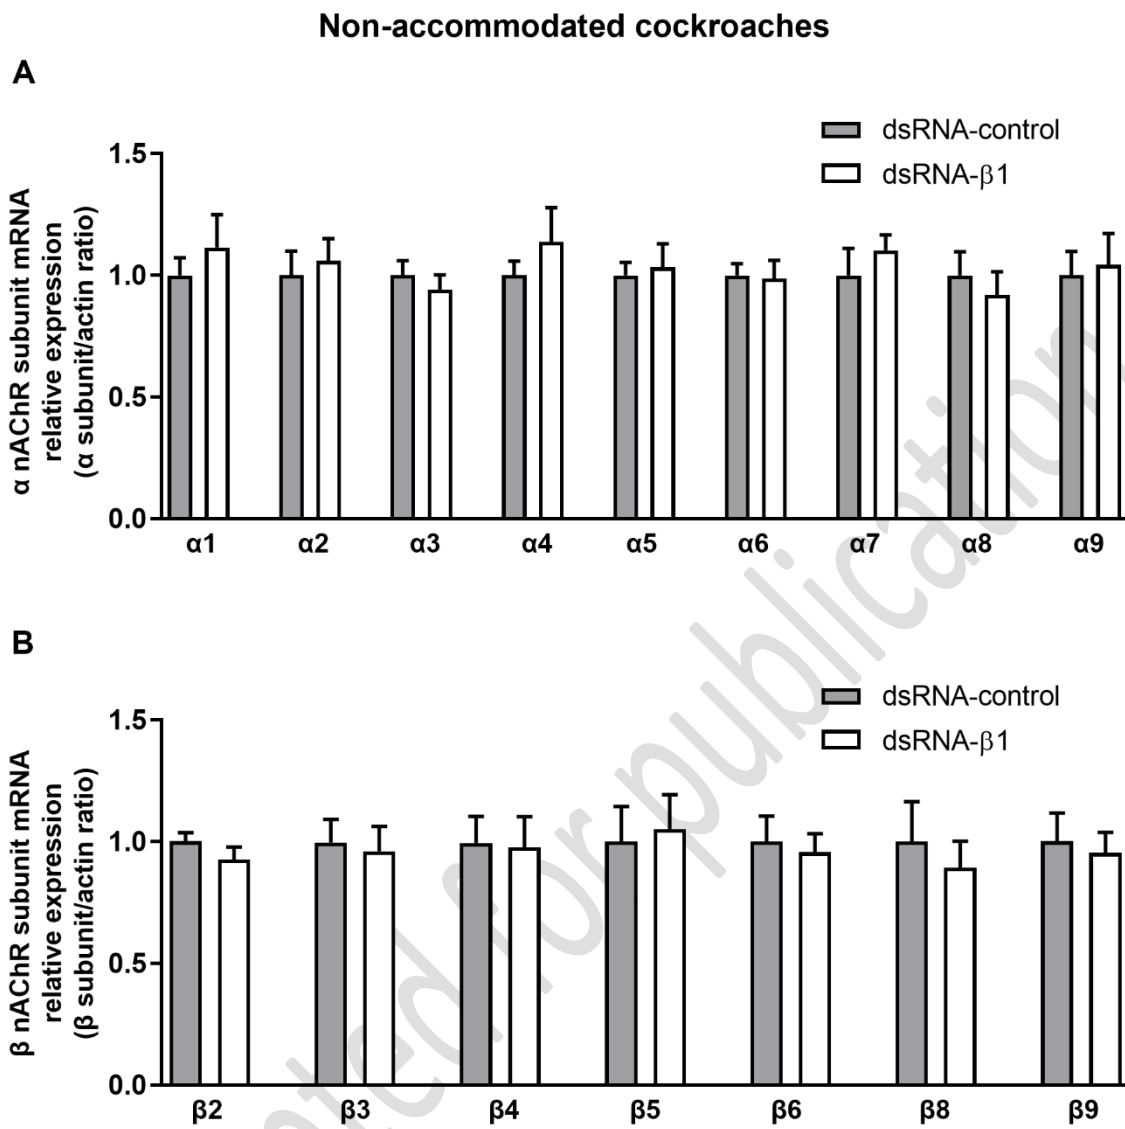 Non-accommodated cockroaches
A
dsRNA-control
dsRNA-β1
α nAChR subunit mRNA
relative expression
(α subunit/actin ratio)
1.5
1.0
0.5
0.0
α1 α2 α3 α4 α5 α6 α7 α8 α9
B
dsRNA-control
dsRNA-β1
β nAChR subunit mRNA
relative expression
(β subunit/actin ratio)
1.5
1.0
0.5
0.0
β2 β3 β4 β5 β6 β8 β9
for publication